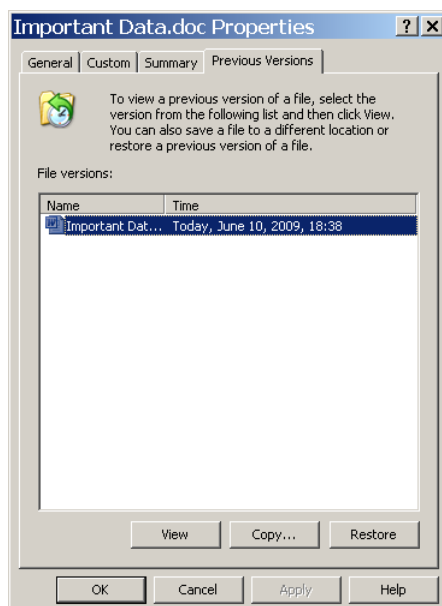 Important Data.doc Properties
? X
General Custom Summary Previous Versions
To view a previous version of a file, select the
version from the following list and then click View.
You can also save a file to a different location or
restore a previous version of a file.
File versions:
Name Time
Important Dat... Today, June 10, 2009, 18:38
View Copy... Restore
OK Cancel Apply Help